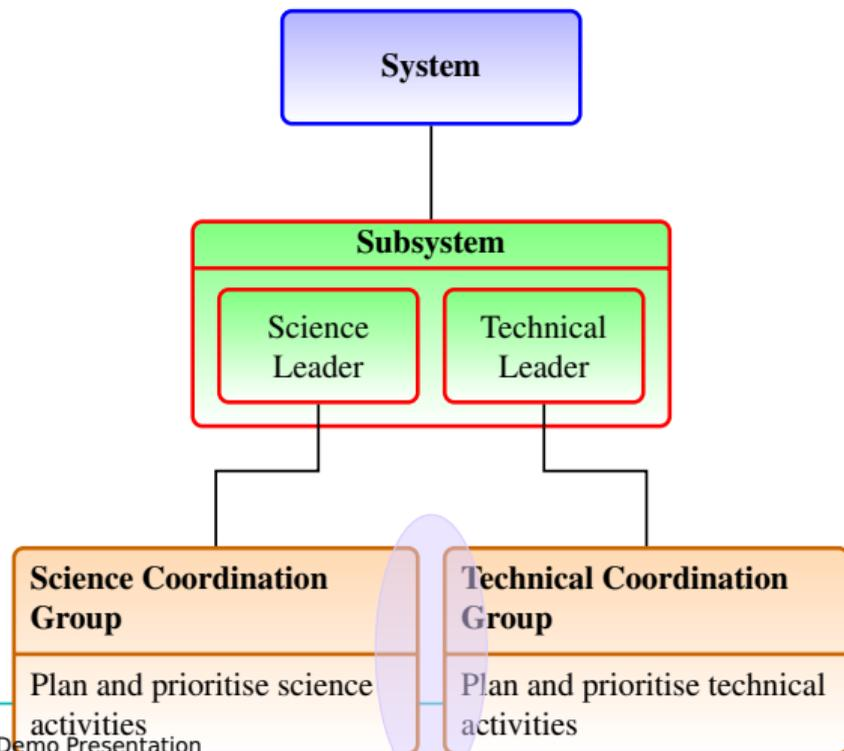 System
Subsystem
Science
Leader
Technical
Leader
Science Coordination
Group
Technical Coordination
Group
Plan and prioritise science
activities
Plan and prioritise technical
activities
Demo Presentation